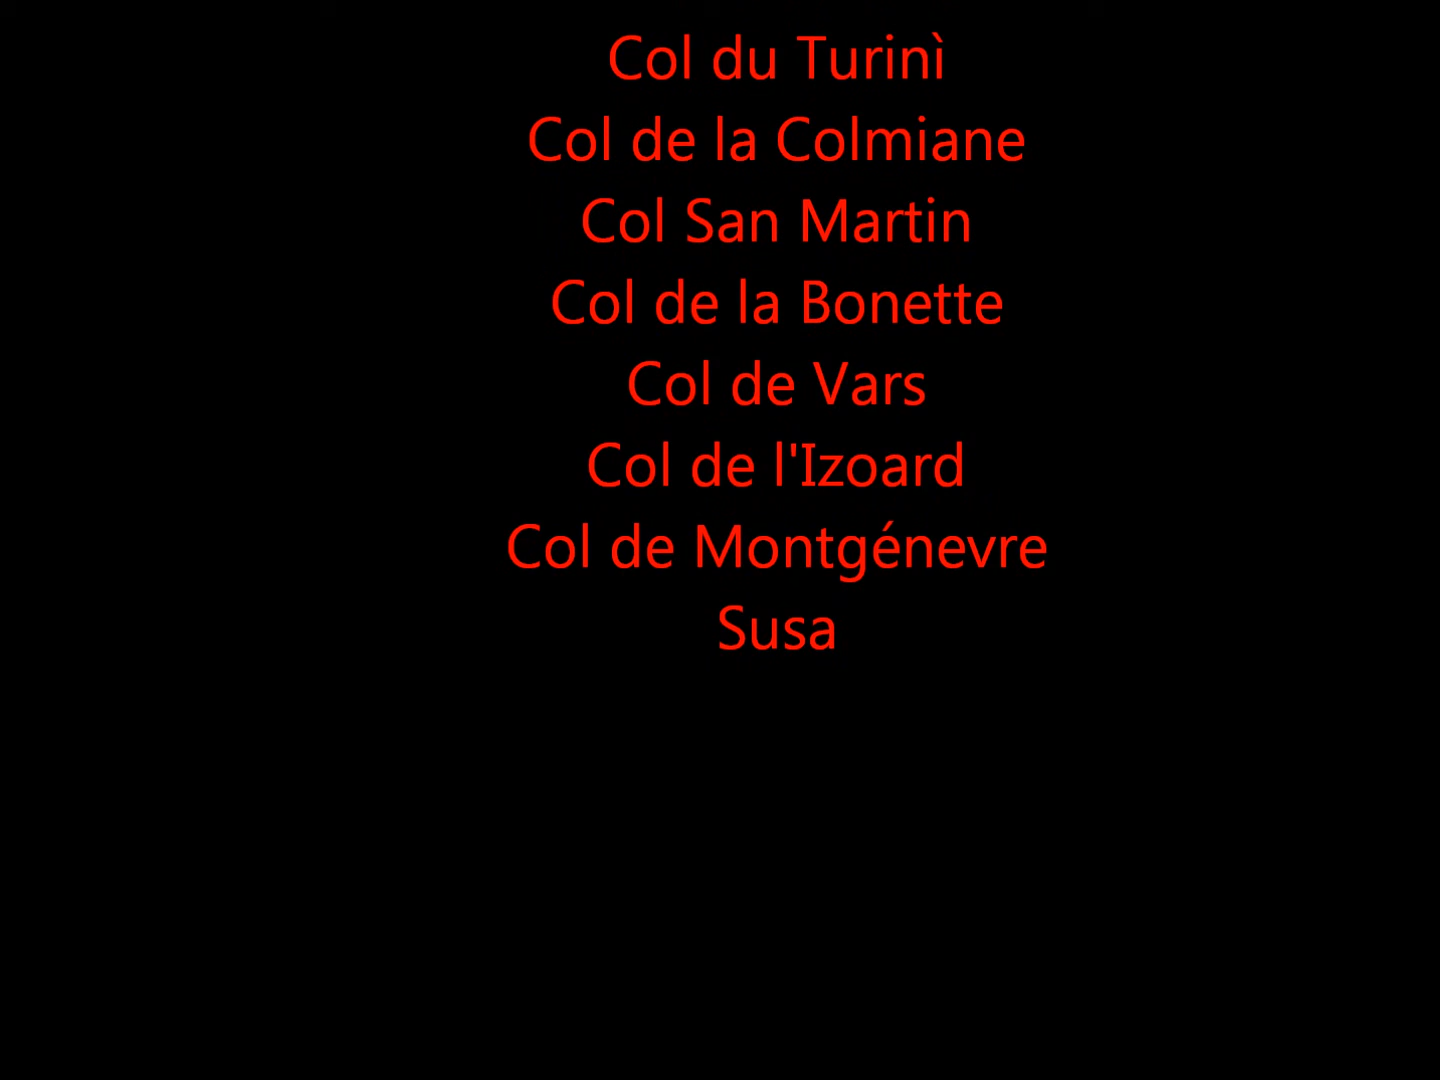 Col du Turinì
Col de la Colmiane
Col San Martin
Col de la Bonette
Col de Vars
Col de l'Izoard
Col de Montgénevre
Susa